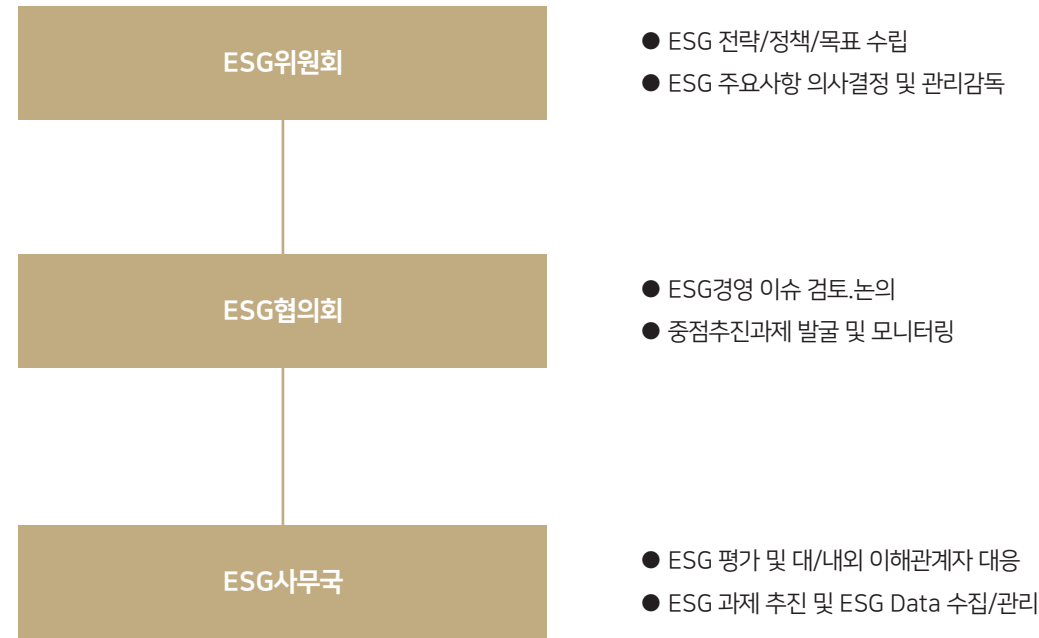 ESG위원회
● ESG 전략/정책/목표 수립
● ESG 주요사항 의사결정 및 관리감독
ESG협의회
● ESG경영 이슈 검토.논의
● 중점추진과제 발굴 및 모니터링
ESG사무국
● ESG 평가 및 대/내외 이해관계자 대응
● ESG 과제 추진 및 ESG Data 수집/관리